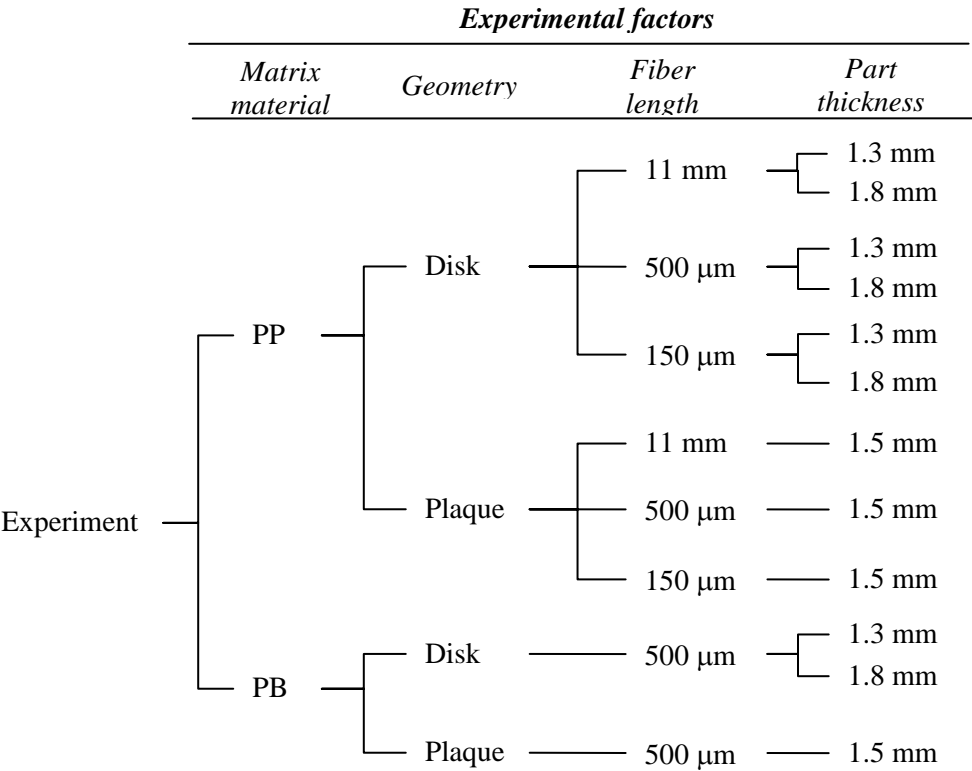 Experimental factors
Matrix
material
Geometry
Fiber
length
Part
thickness
1.3 mm
11 mm
1.8 mm
1.3 mm
Disk
500 μm
1.8 mm
1.3 mm
PP
150 μm
1.8 mm
11 mm
1.5 mm
Experiment
Plaque
500 μm
1.5 mm
150 μm
1.5 mm
1.3 mm
Disk
500 μm
1.8 mm
PB
Plaque
500 μm
1.5 mm